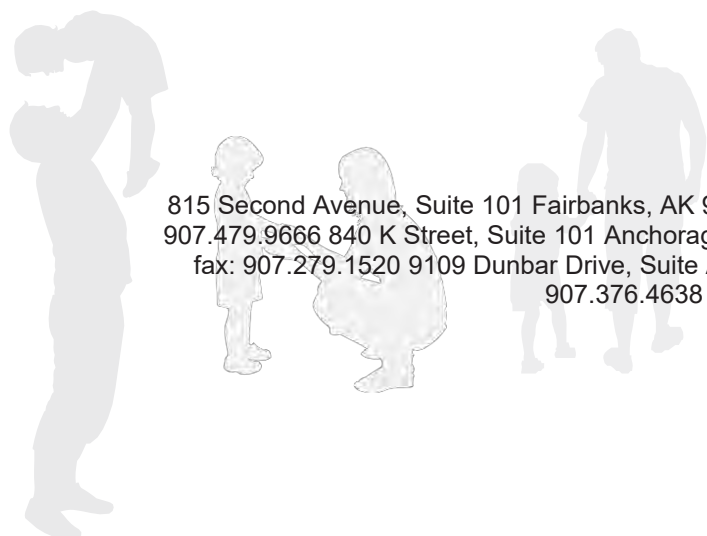 815 Second Avenue, Suite 101 Fairbanks, AK 9
907.479.9666 840 K Street, Suite 101 Anchorag
fax: 907.279.1520 9109 Dunbar Drive, Suite
907.376.4638